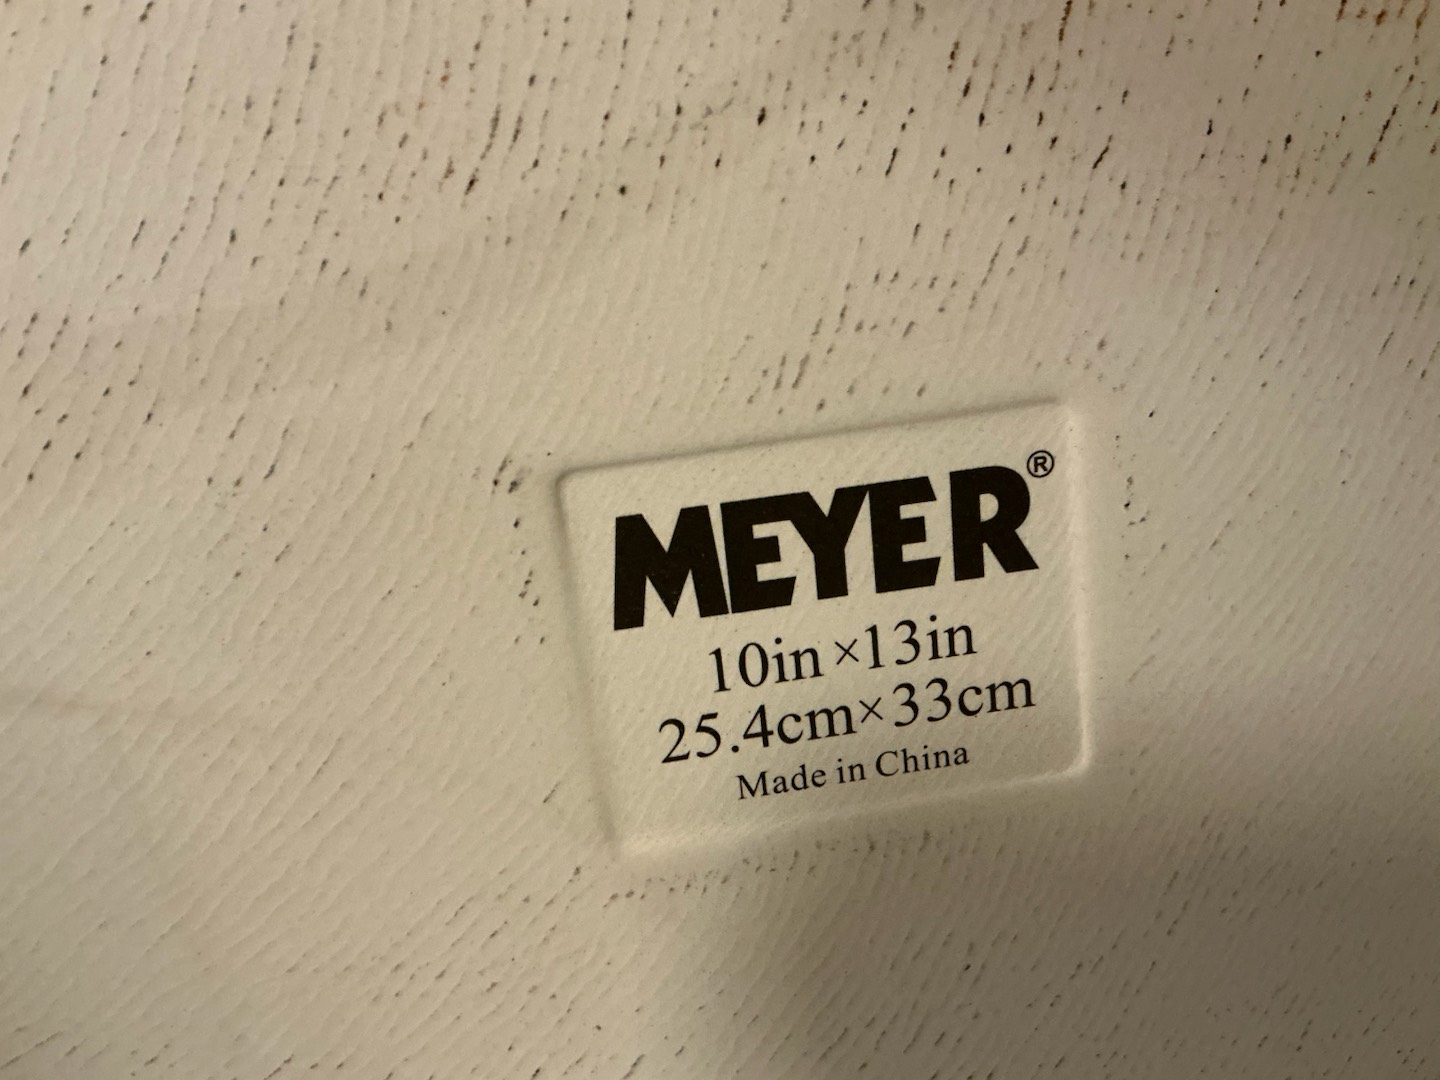 MEYER®
10in×13in
25.4cm×33cm
Made in China